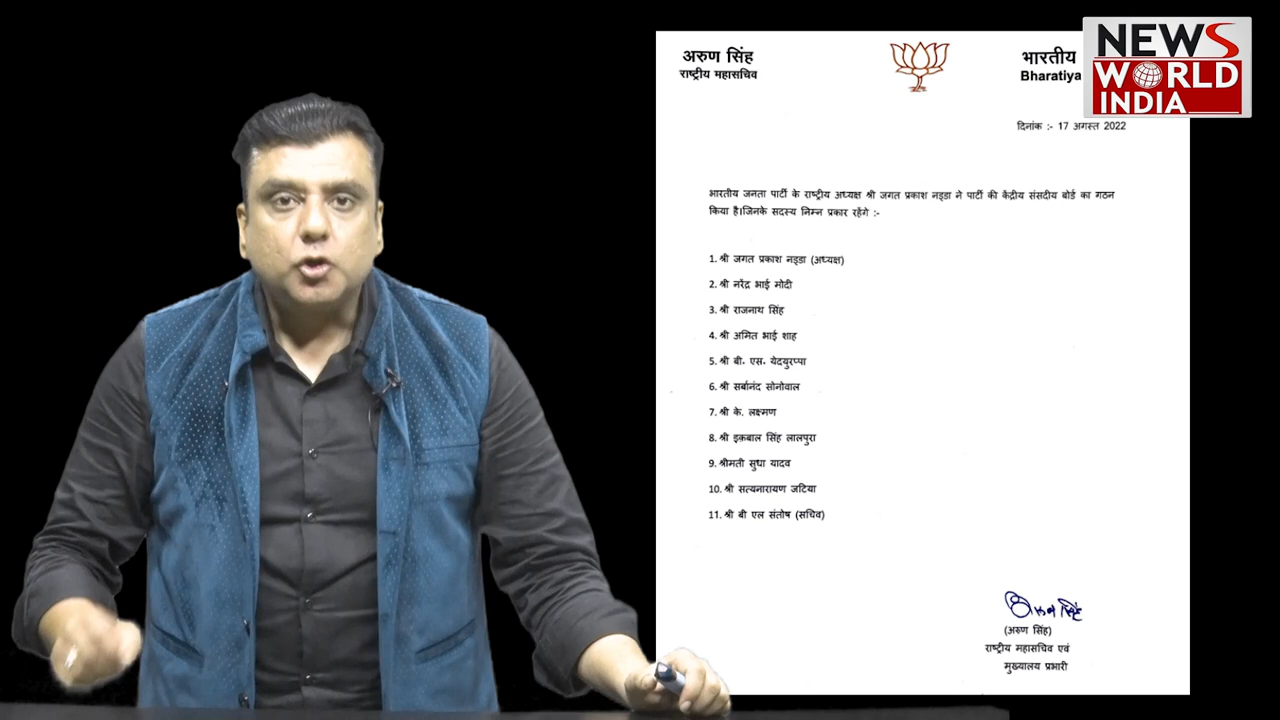 अरुण सिंह
राष्ट्रीय महासचिव
भारतीय
Bharatiya
NEWS
WORLD
INDIA
दिनांक :- 17 अगस्त 2022
भारतीय जनता पार्टी के राष्ट्रीय अध्यक्ष श्री जगत प्रकाश नड्डा ने पार्टी की केंद्रीय संसदीय बोर्ड का गठन
किया है।जिनके सदस्य निम्न प्रकार रहेंगे :-
1. श्री जगत प्रकाश नड्डा (अध्यक्ष)
2. श्री नरेंद्र भाई मोदी
3. श्री राजनाथ सिंह
4. श्री अमित भाई शाह
5. श्री बी. एस. येदयुरप्पा
6. श्री सर्बानंद सोनोवाल
7. श्री के. लक्ष्मण
8. श्री इक़बाल सिंह लालपुरा
9. श्रीमती सुधा यादव
10. श्री सत्यनारायण जटिया
11. श्री बी एल संतोष (सचिव)
अरुण सिंह
(अरुण सिंह)
राष्ट्रीय महासचिव एवं
मुख्यालय प्रभारी